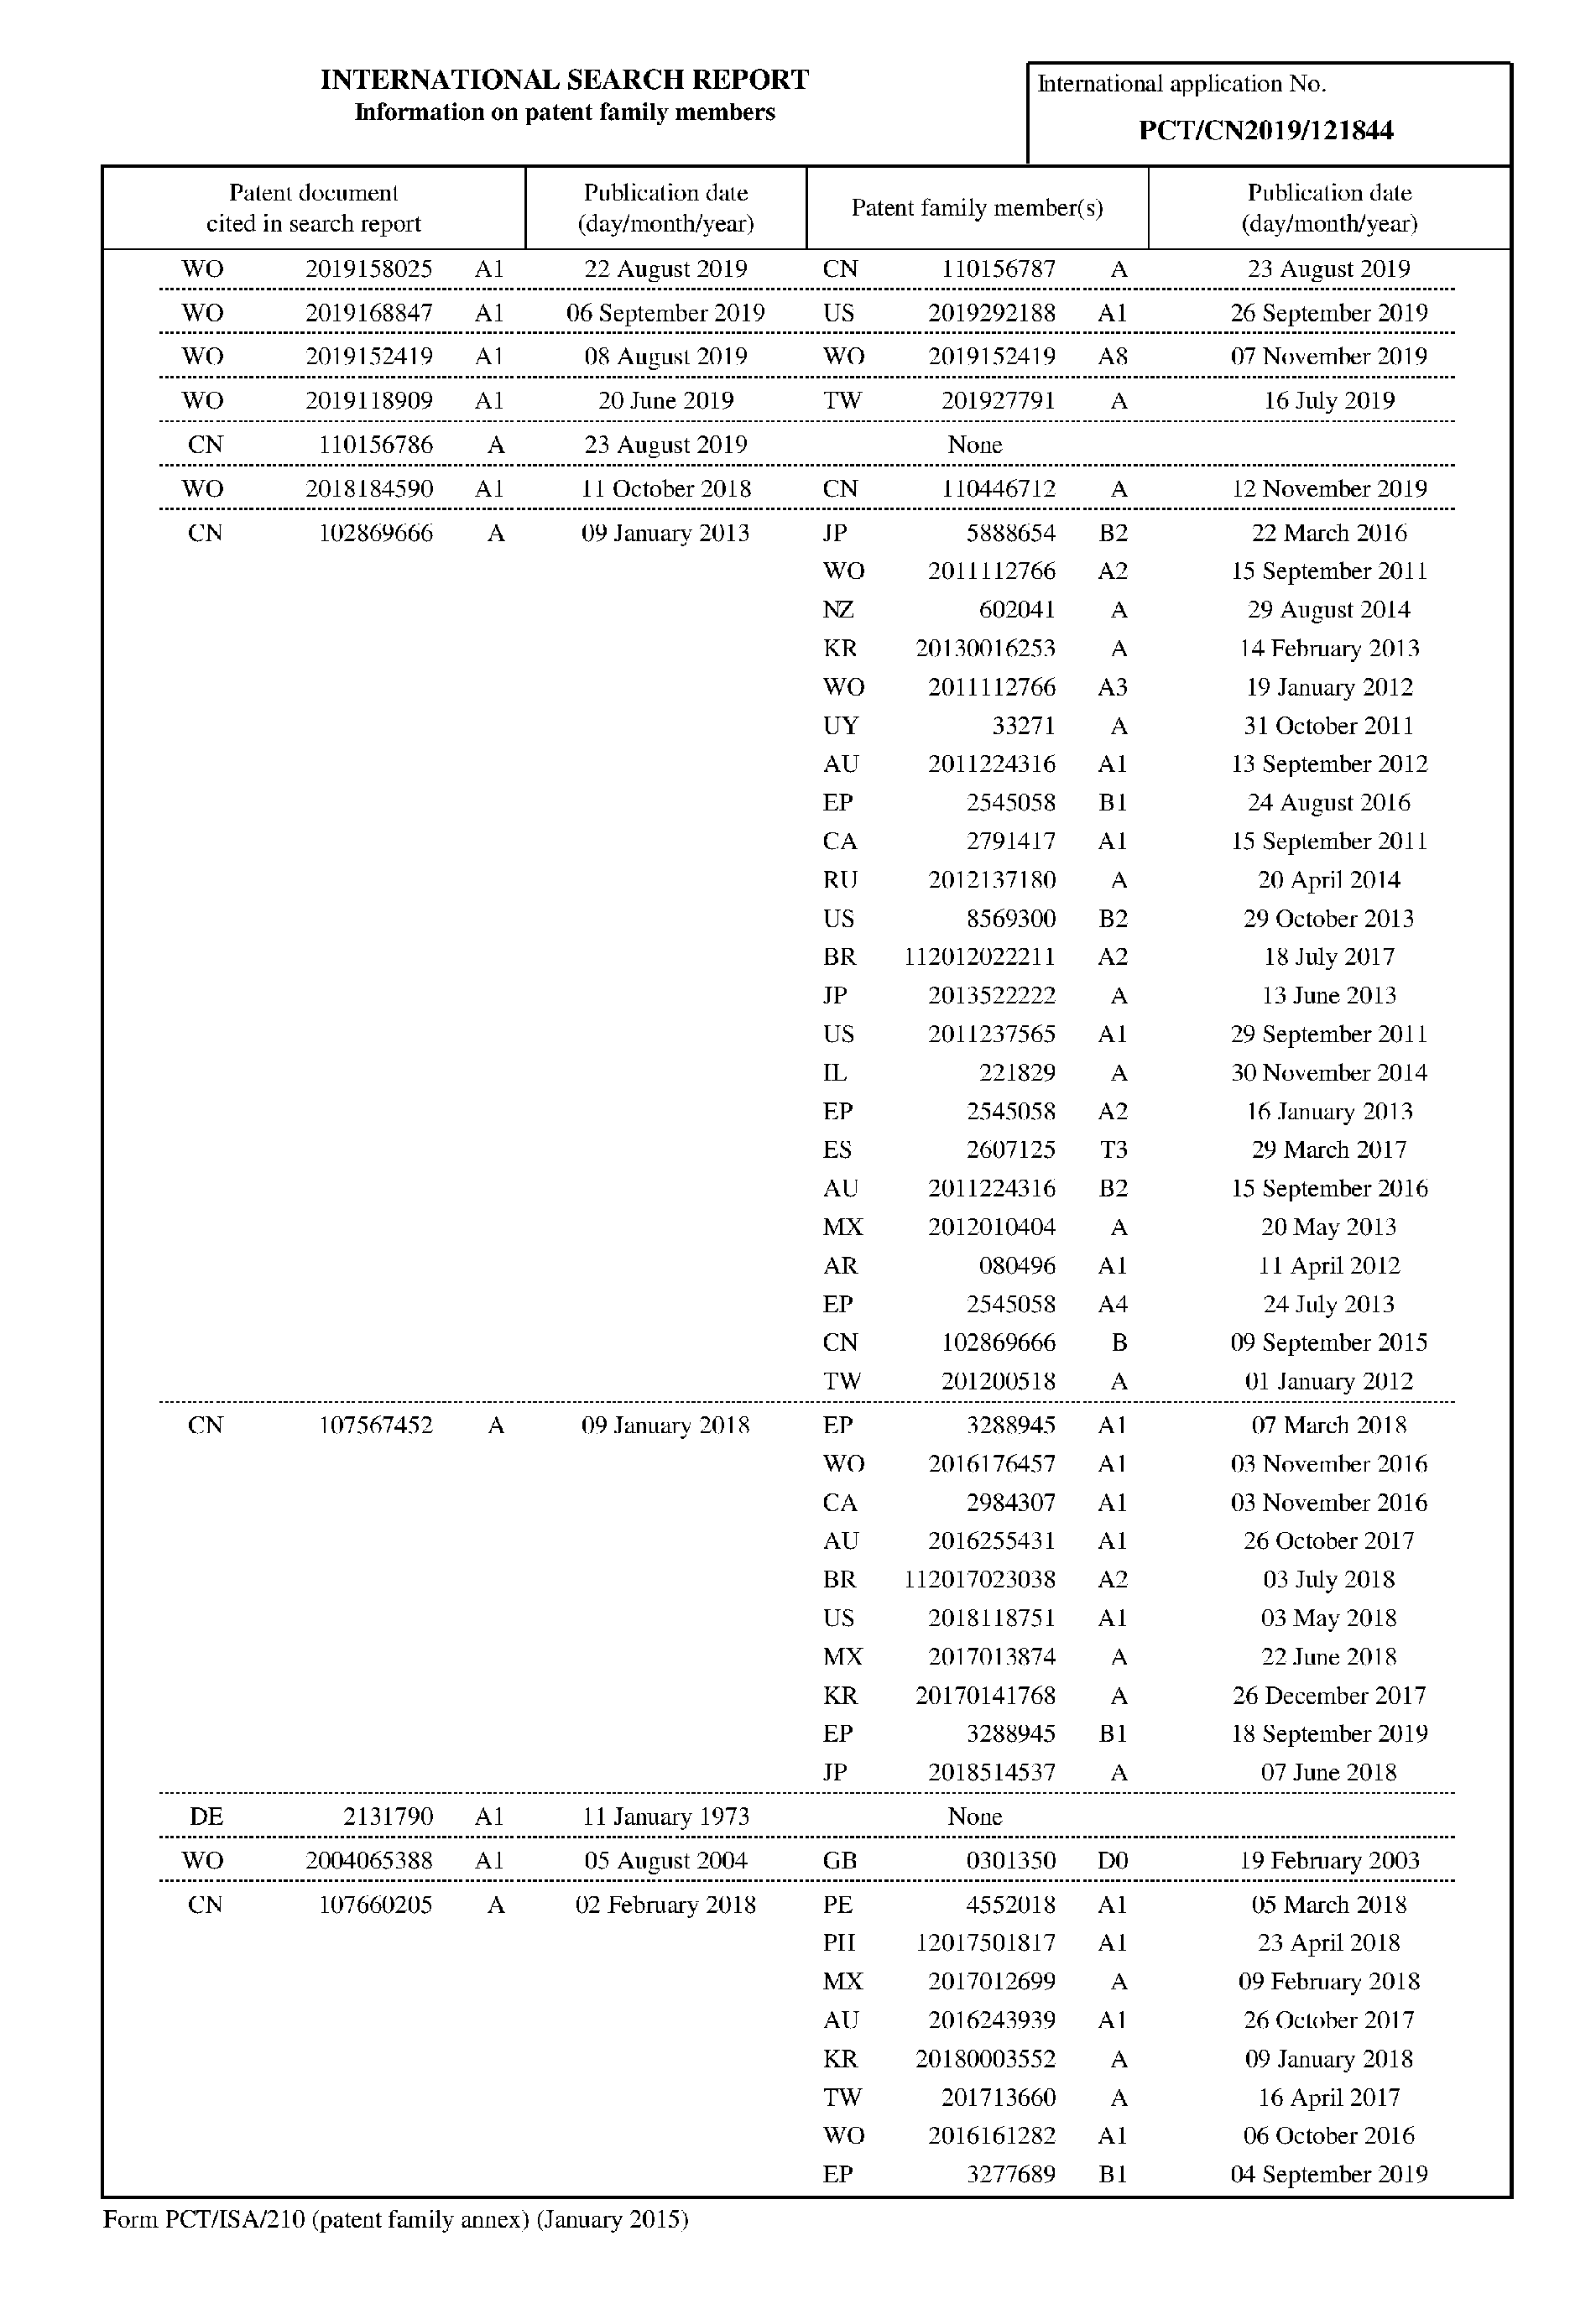 INTERNATIONAL SEARCH REPORT
Information on patent family members
International application No.
PCT/CN2019/121844
Patent document cited in search report
Publication date (day/month/year)
Patent family member(s)
Publication date (day/month/year)
WO 2019158025 A1 22 August 2019 CN 110156787 A 23 August 2019
WO 2019168847 A1 06 September 2019 US 2019292188 A1 26 September 2019
WO 2019152419 A1 08 August 2019 WO 2019152419 A8 07 November 2019
WO 2019118909 A1 20 June 2019 TW 201927791 A 16 July 2019
CN 110156786 A 23 August 2019 None
WO 2018184590 A1 11 October 2018 CN 110446712 A 12 November 2019
CN 102869666 A 09 January 2013 JP 5888654 B2 22 March 2016
WO 2011112766 A2 15 September 2011
NZ 602041 A 29 August 2014
KR 20130016253 A 14 February 2013
WO 2011112766 A3 19 January 2012
UY 33271 A 31 October 2011
AU 2011224316 A1 13 September 2012
EP 2545058 B1 24 August 2016
CA 2791417 A1 15 September 2011
RU 2012137180 A 20 April 2014
US 8569300 B2 29 October 2013
BR 112012022211 A2 18 July 2017
JP 2013522222 A 13 June 2013
US 2011237565 A1 29 September 2011
IL 221829 A 30 November 2014
EP 2545058 A2 16 January 2013
ES 2607125 T3 29 March 2017
AU 2011224316 B2 15 September 2016
MX 2012010404 A 20 May 2013
AR 080496 A1 11 April 2012
EP 2545058 A4 24 July 2013
CN 102869666 B 09 September 2015
TW 201200518 A 01 January 2012
CN 107567452 A 09 January 2018 EP 3288945 A1 07 March 2018
WO 2016176457 A1 03 November 2016
CA 2984307 A1 03 November 2016
AU 2016255431 A1 26 October 2017
BR 112017023038 A2 03 July 2018
US 2018118751 A1 03 May 2018
MX 2017013874 A 22 June 2018
KR 20170141768 A 26 December 2017
EP 3288945 B1 18 September 2019
JP 2018514537 A 07 June 2018
DE 2131790 A1 11 January 1973 None
WO 2004065388 A1 05 August 2004 GB 0301350 D0 19 February 2003
CN 107660205 A 02 February 2018 PE 4552018 A1 05 March 2018
PH 12017501817 A1 23 April 2018
MX 2017012699 A 09 February 2018
AU 2016243939 A1 26 October 2017
KR 20180003552 A 09 January 2018
TW 201713660 A 16 April 2017
WO 2016161282 A1 06 October 2016
EP 3277689 B1 04 September 2019
Form PCT/ISA/210 (patent family annex) (January 2015)